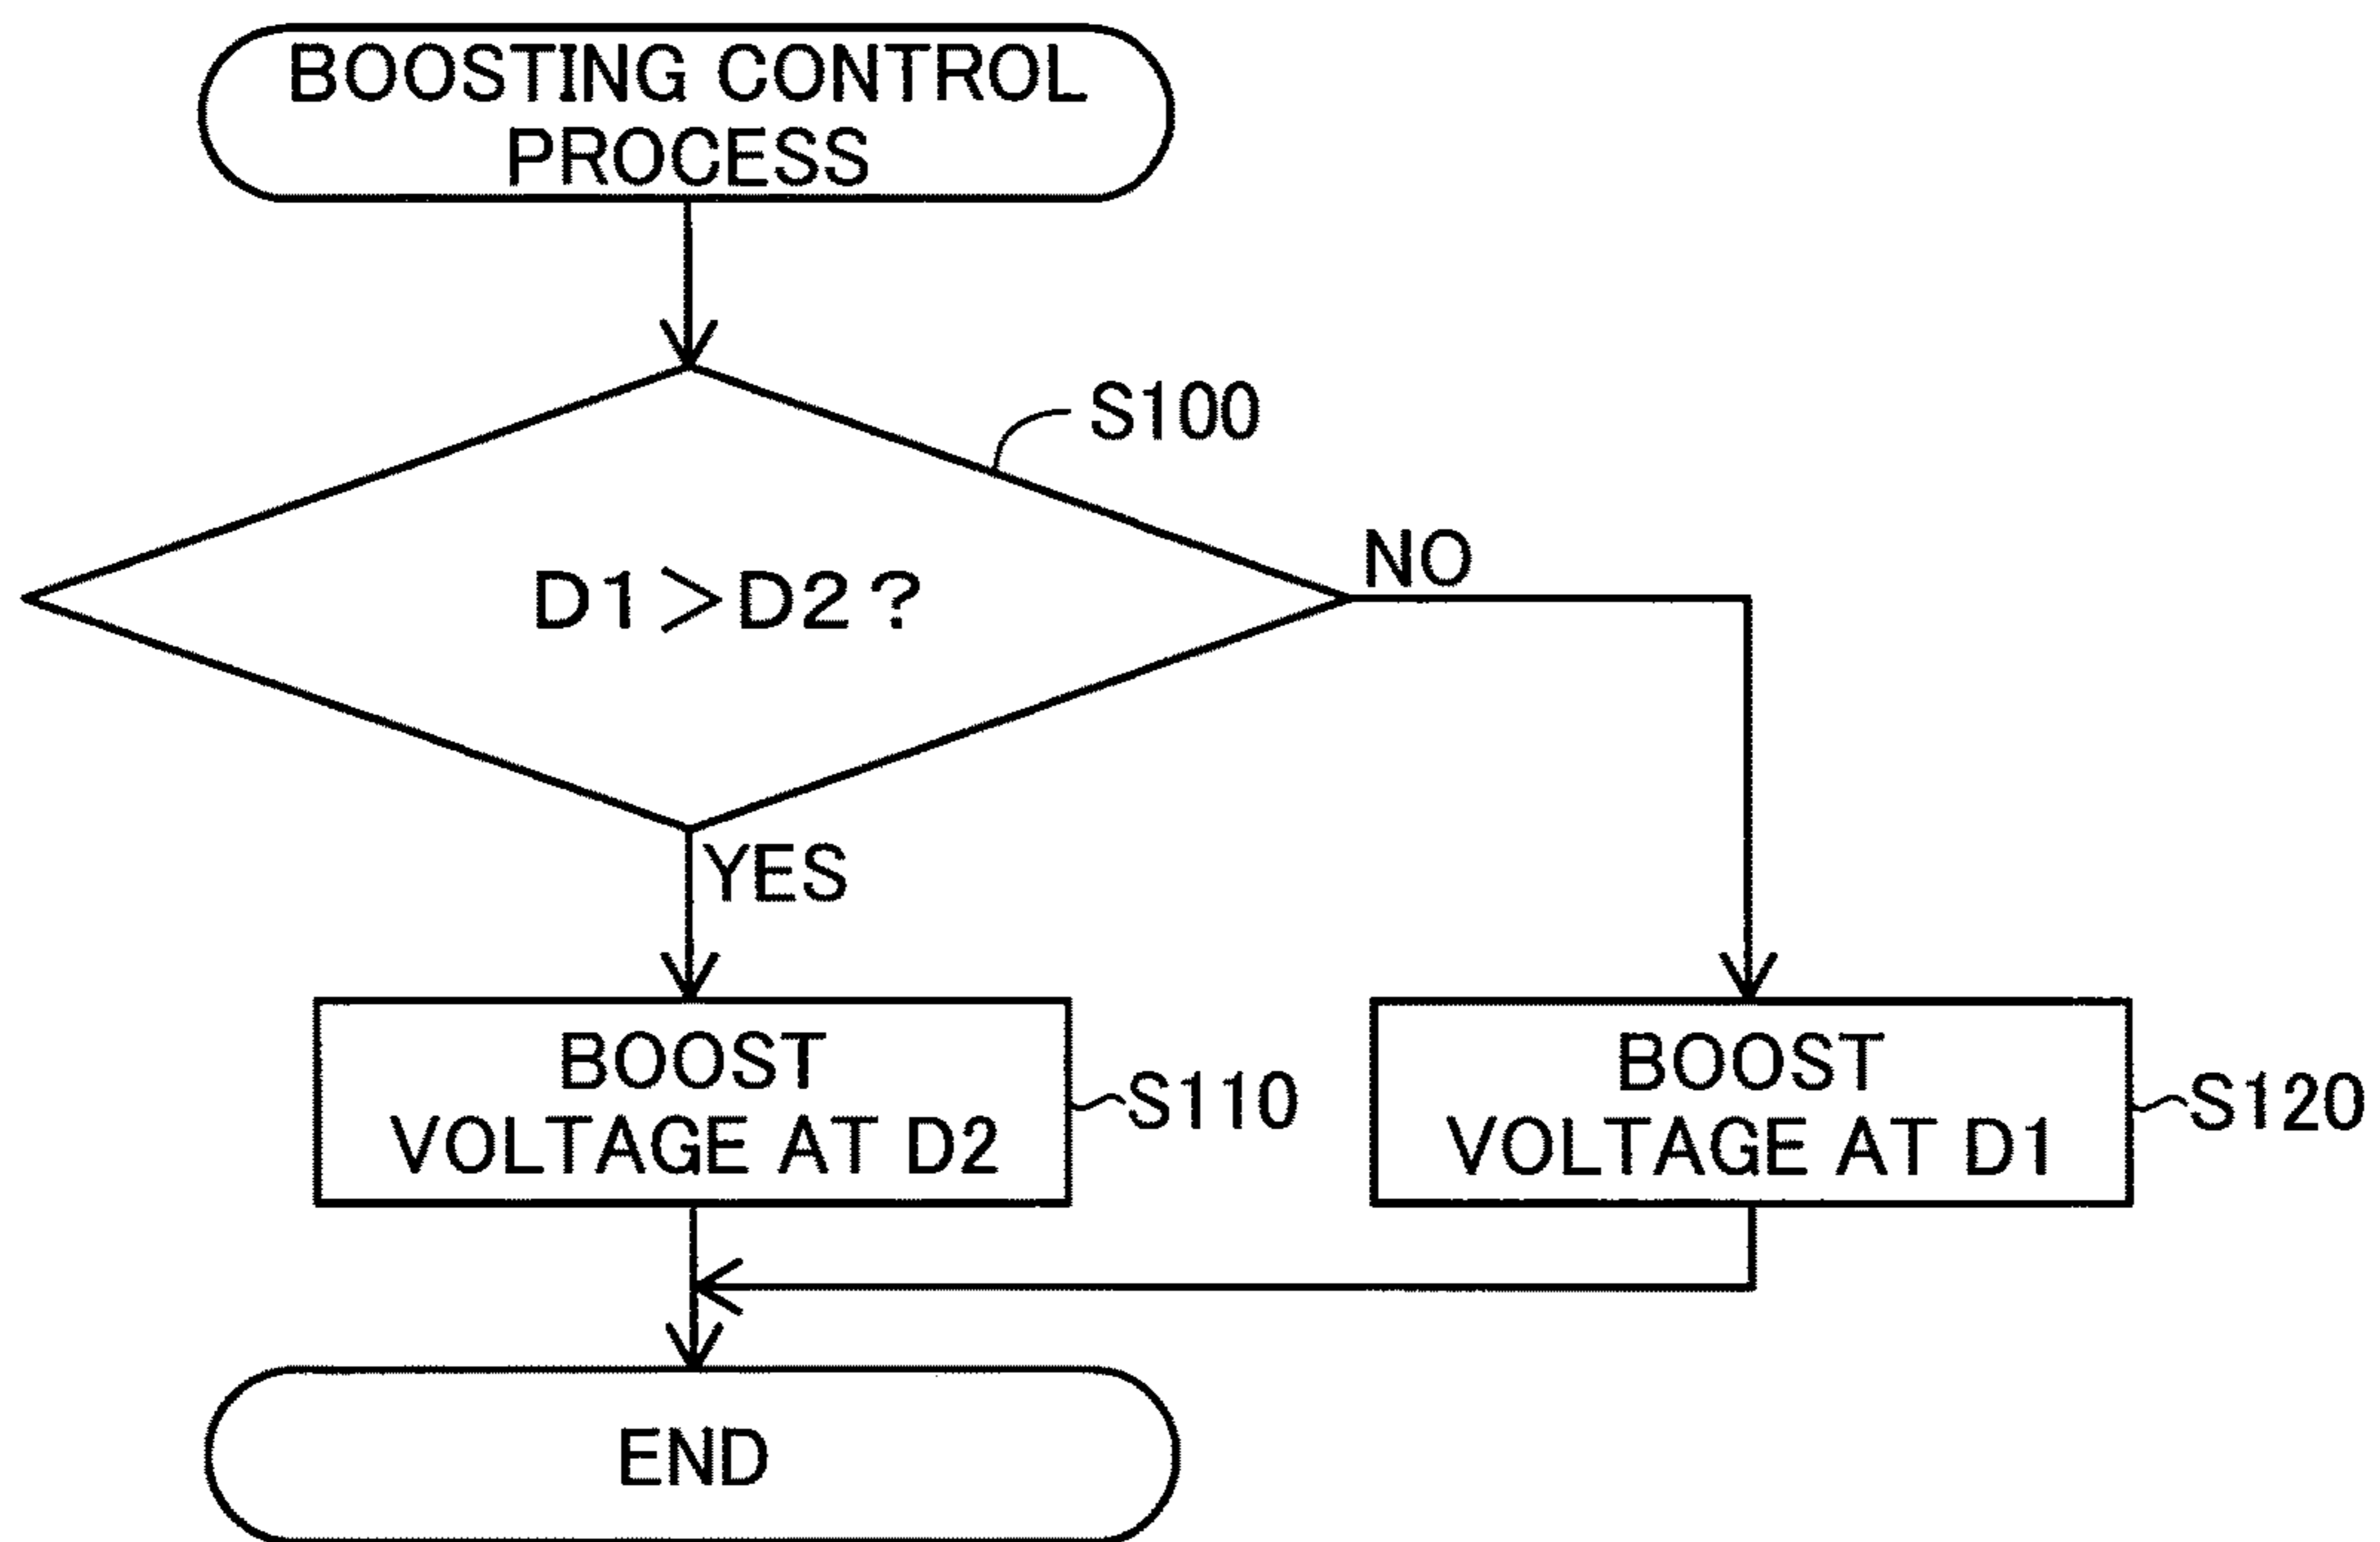 BOOSTING CONTROL
PROCESS
S100
D1>D2?
NO
YES
BOOST
VOLTAGE AT D2
S110
BOOST
VOLTAGE AT D1
S120
END